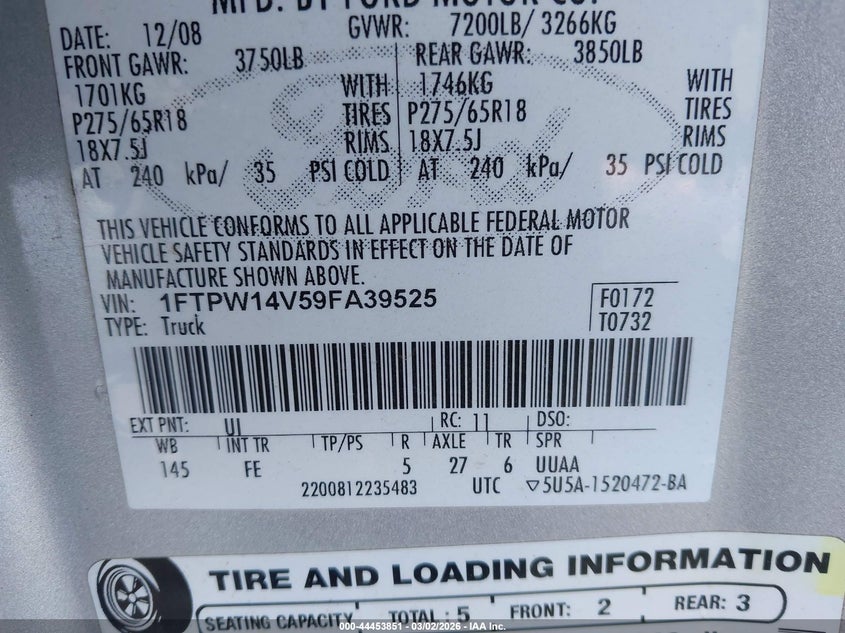 MFD. BY FORD MOTOR CO.
DATE: 12/08 GVWR: 7200LB/ 3266KG
FRONT GAWR: 3750LB REAR GAWR: 3850LB
1701KG WITH 1746KG WITH
P275/65R18 TIRES P275/65R18 TIRES
18X7.5J RIMS 18X7.5J RIMS
AT 240 kPa/ 35 PSI COLD AT 240 kPa/ 35 PSI COLD
Ford
THIS VEHICLE CONFORMS TO ALL APPLICABLE FEDERAL MOTOR
VEHICLE SAFETY STANDARDS IN EFFECT ON THE DATE OF
MANUFACTURE SHOWN ABOVE.
VIN: 1FTPW14V59FA39525 F0172
TYPE: Truck T0732
EXT PNT: UI RC: 11 DSO:
WB INT TR TP/PS R AXLE TR SPR
145 FE 5 27 6 UUAA
2200812235483 UTC ▽5U5A-1520472-BA
TIRE AND LOADING INFORMATION
SEATING CAPACITY TOTAL: 5 FRONT: 2 REAR: 3
000-44453851 - 03/02/2026 - IAA Inc.